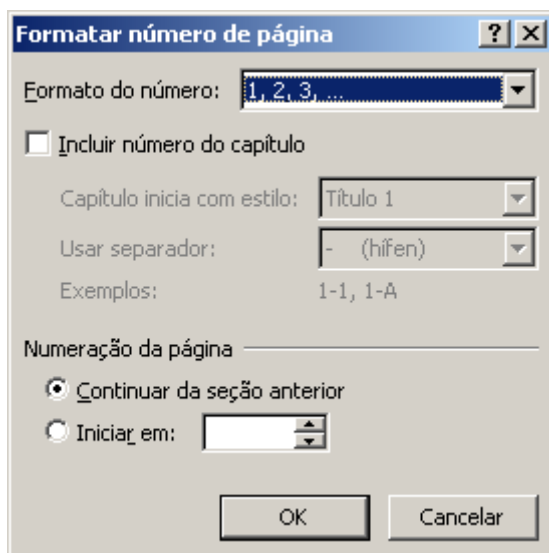 Formatar número de página
Formato do número: 1, 2, 3, ...
Incluir número do capítulo
Capítulo inicia com estilo: Título 1
Usar separador: - (hífen)
Exemplos: 1-1, 1-A
Numeração da página
Continuar da seção anterior
Iniciar em:
OK Cancelar